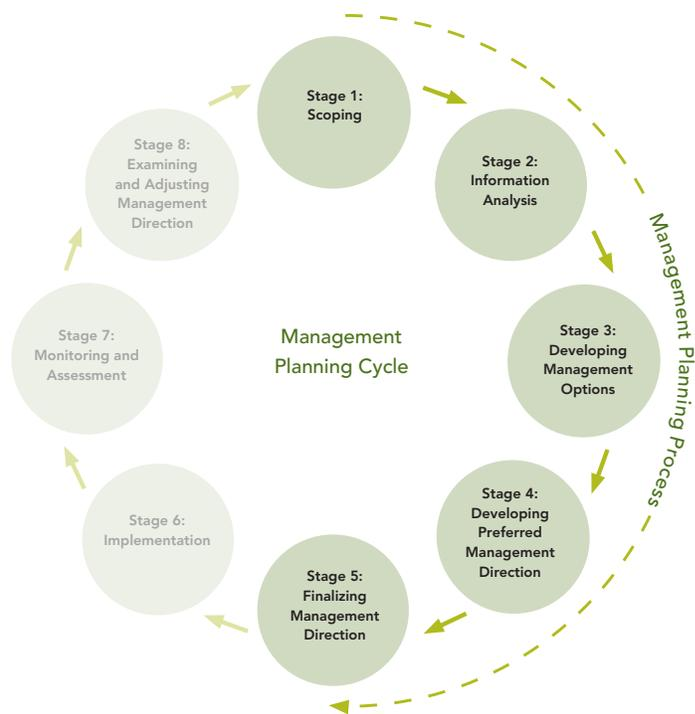 Stage 1:
Scoping
Stage 2:
Information
Analysis
Stage 3:
Developing
Management
Options
Stage 4:
Developing
Preferred
Management
Direction
Stage 5:
Finalizing
Management
Direction
Stage 6:
Implementation
Stage 7:
Monitoring and
Assessment
Stage 8:
Examining
and Adjusting
Management
Direction
Management
Planning Cycle
Management Planning Process